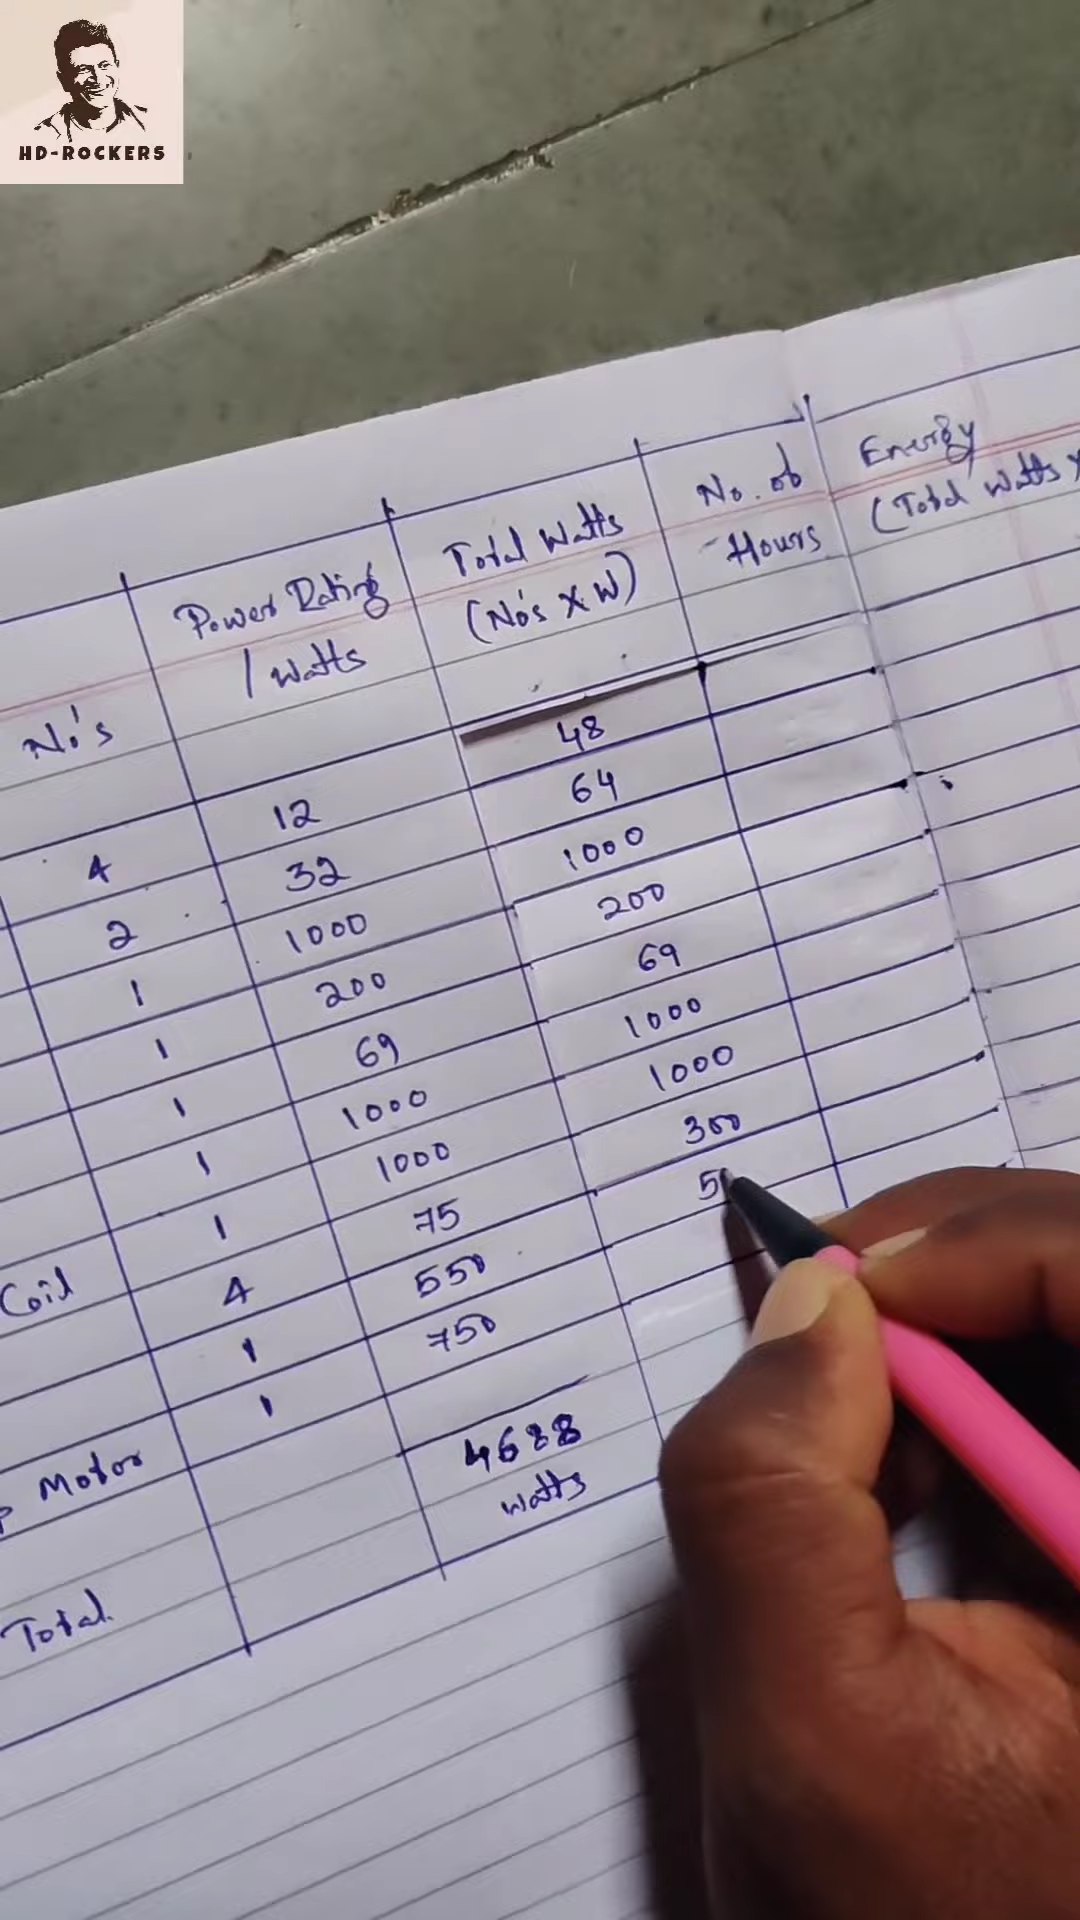 HD-ROCKERS
No's Power Rating / Watts Total Watts (No's X W) No. of Hours Energy (Total Watts X
4 12 48
2 32 64
1 1000 1000
1 200 200
1 69 69
1 1000 1000
1 1000 1000
Coil 4 75 300
1 550 5
Motor 1 750
Total. 4688 Watts